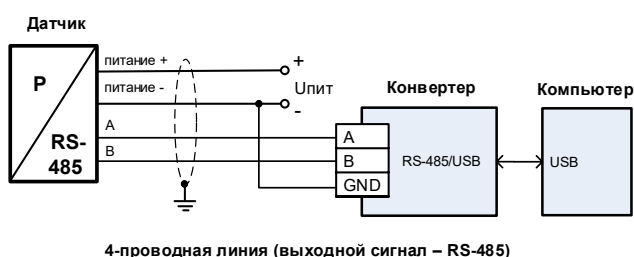 Датчик
питание +
питание -
P
RS-
485
A
B
+
Uпит
-
Конвертер
A
B
GND
RS-485/USB
Компьютер
USB
4-проводная линия (выходной сигнал – RS-485)